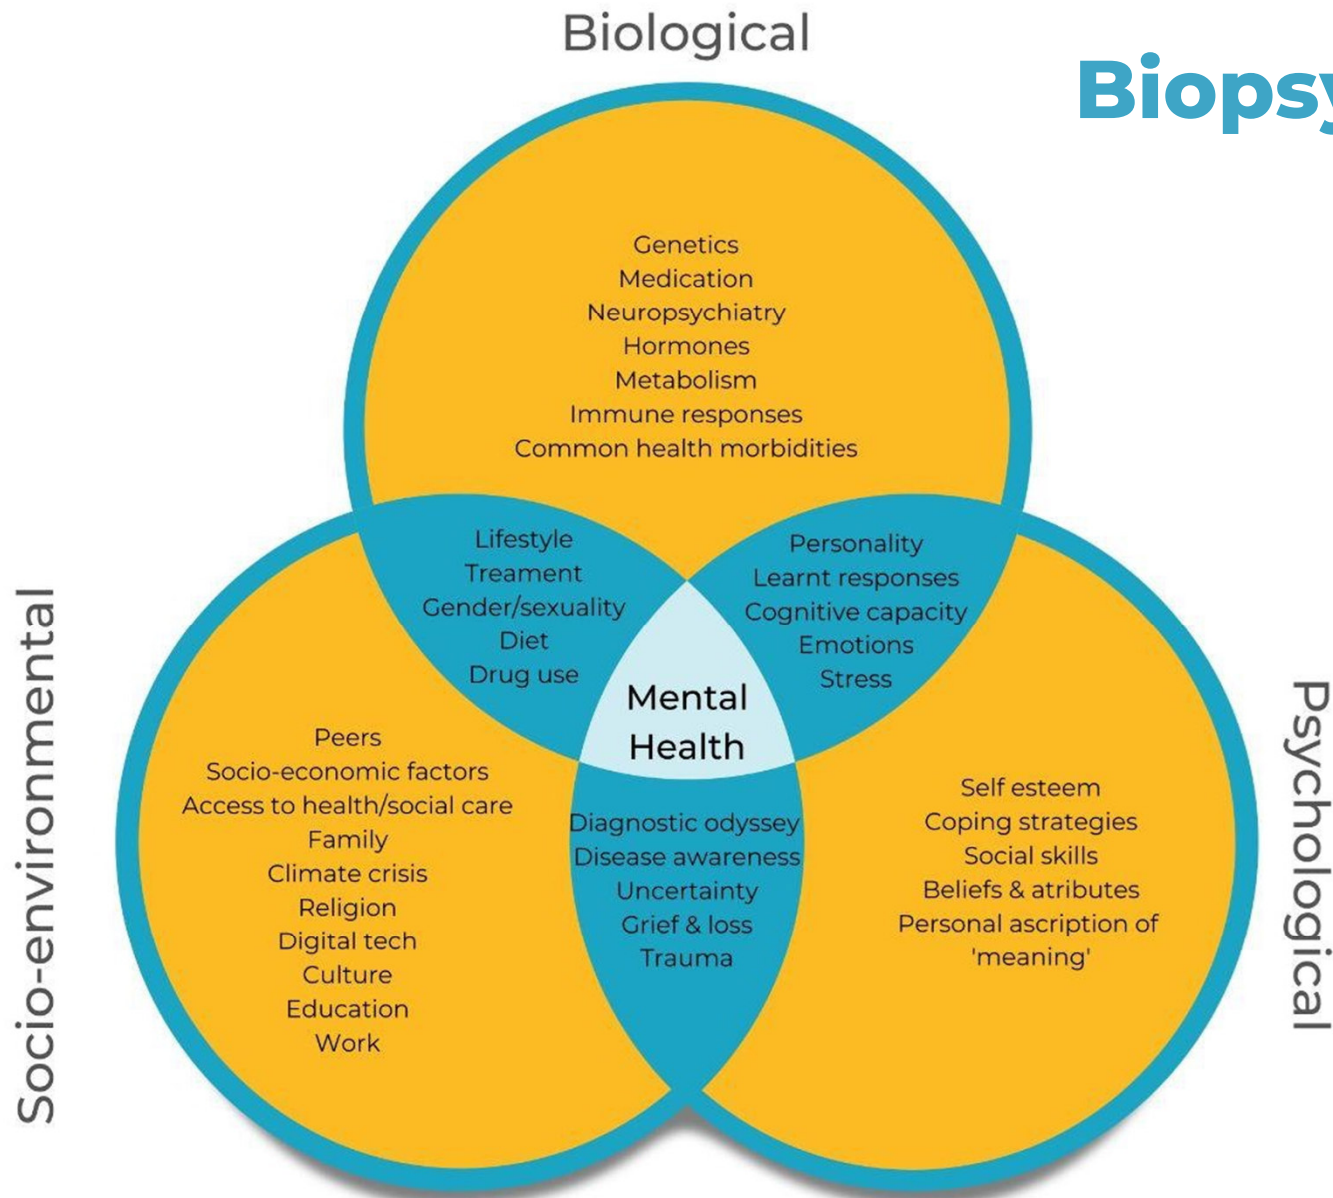 Biological
Biopsy
Genetics
Medication
Neuropsychiatry
Hormones
Metabolism
Immune responses
Common health morbidities
Lifestyle
Treament
Gender/sexuality
Diet
Drug use
Personality
Learnt responses
Cognitive capacity
Emotions
Stress
Mental
Health
Socio-environmental
Peers
Socio-economic factors
Access to health/social care
Family
Climate crisis
Religion
Digital tech
Culture
Education
Work
Diagnostic odyssey
Disease awareness
Uncertainty
Grief & loss
Trauma
Self esteem
Coping strategies
Social skills
Beliefs & atributes
Personal ascription of
'meaning'
Psychological